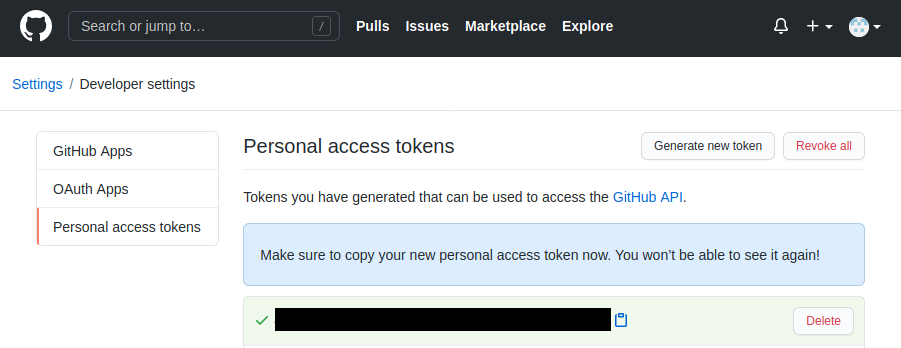 Search or jump to… /
Pulls Issues Marketplace Explore
Settings / Developer settings
GitHub Apps
OAuth Apps
Personal access tokens
Personal access tokens
Generate new token
Revoke all
Tokens you have generated that can be used to access the GitHub API.
Make sure to copy your new personal access token now. You won’t be able to see it again!
Delete